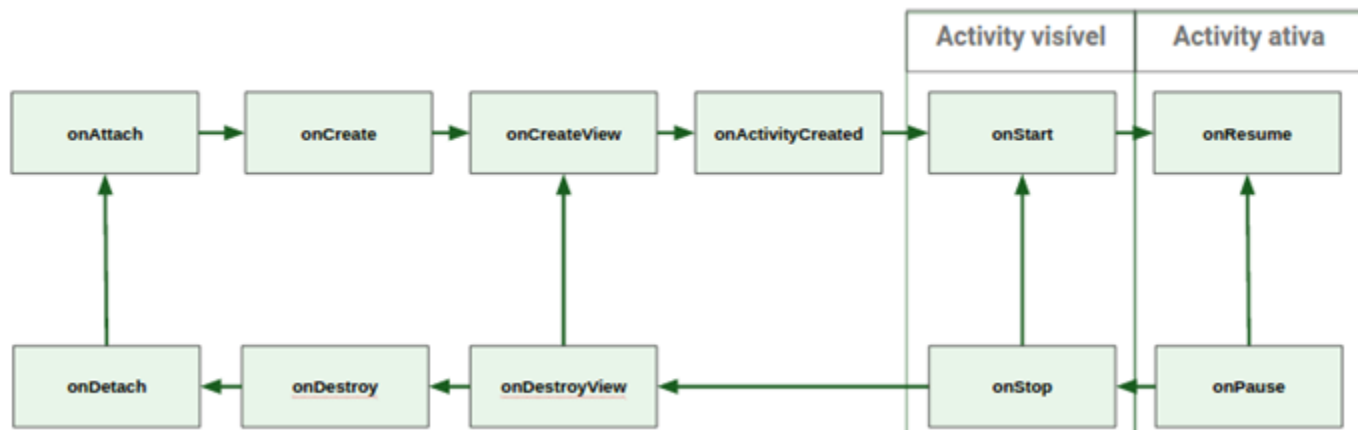 Activity visível
Activity ativa
onAttach
onCreate
onCreateView
onActivityCreated
onStart
onResume
onDetach
onDestroy
onDestroyView
onStop
onPause